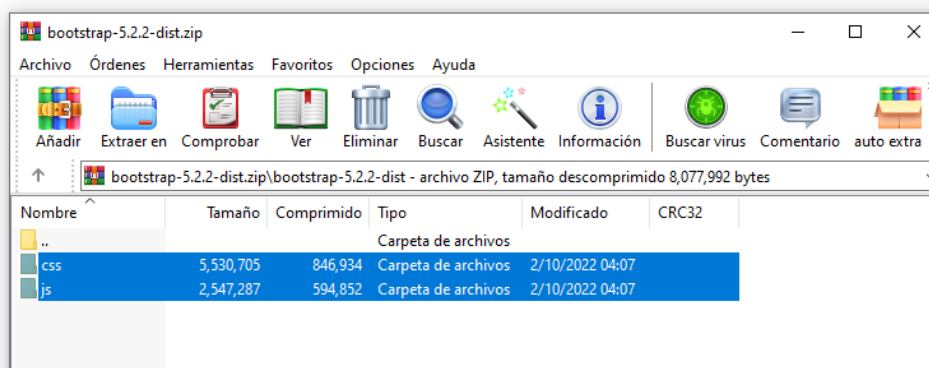 bootstrap-5.2.2-dist.zip
Archivo Órdenes Herramientas Favoritos Opciones Ayuda
Añadir Extraer en Comprobar Ver Eliminar Buscar Asistente Información Buscar virus Comentario auto extra
bootstrap-5.2.2-dist.zip\bootstrap-5.2.2-dist - archivo ZIP, tamaño descomprimido 8,077,992 bytes
Nombre Tamaño Comprimido Tipo Modificado CRC32
.. Carpeta de archivos
css 5,530,705 846,934 Carpeta de archivos 2/10/2022 04:07
js 2,547,287 594,852 Carpeta de archivos 2/10/2022 04:07